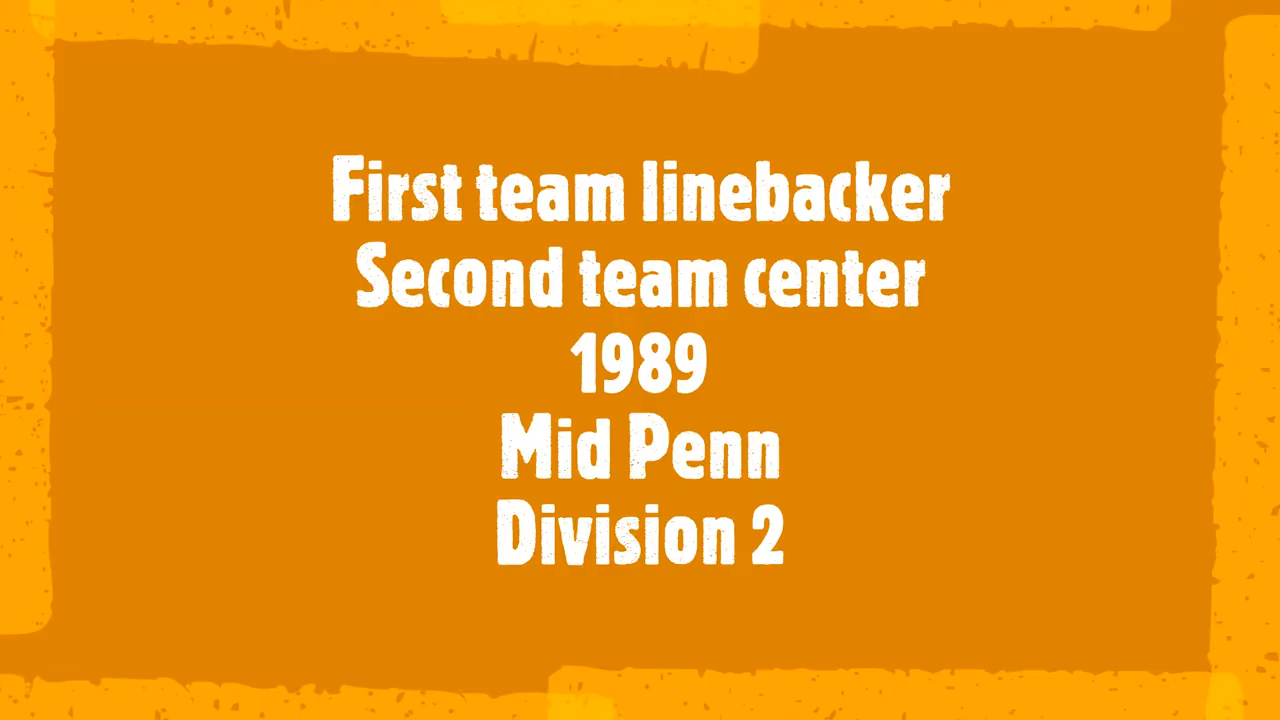 First team linebacker
Second team center
1989
Mid Penn
Division 2